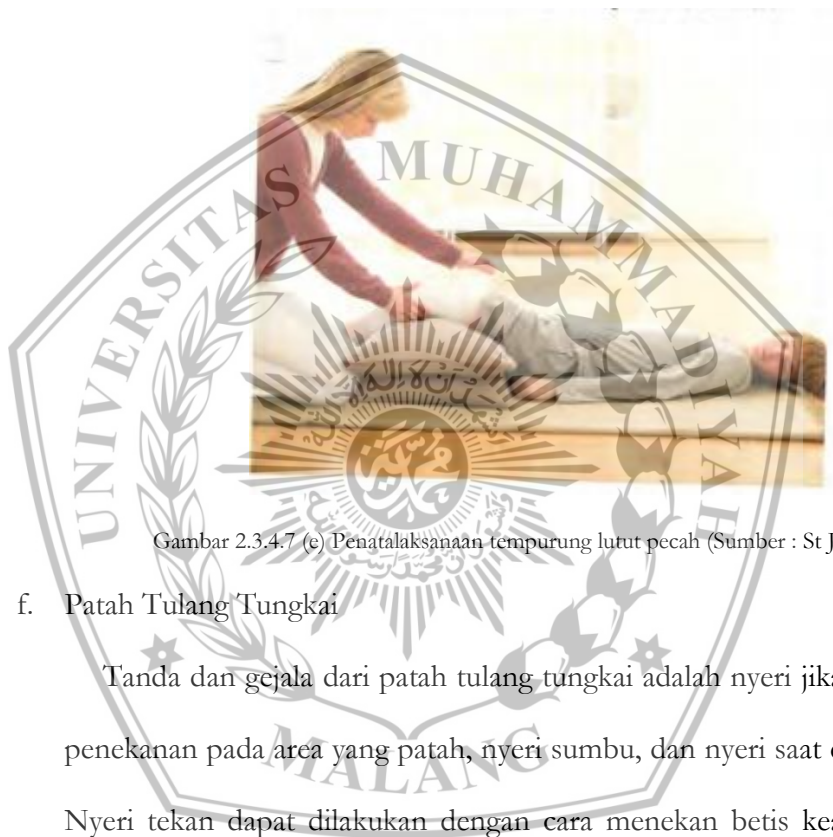 UNIVERSITAS MUHAMMADIYAH
MALANG
Gambar 2.3.4.7 (e) Penatalaksanaan tempurung lutut pecah (Sumber : St J
f. Patah Tulang Tungkai
Tanda dan gejala dari patah tulang tungkai adalah nyeri jika
penekanan pada area yang patah, nyeri sumbu, dan nyeri saat
Nyeri tekan dapat dilakukan dengan cara menekan betis